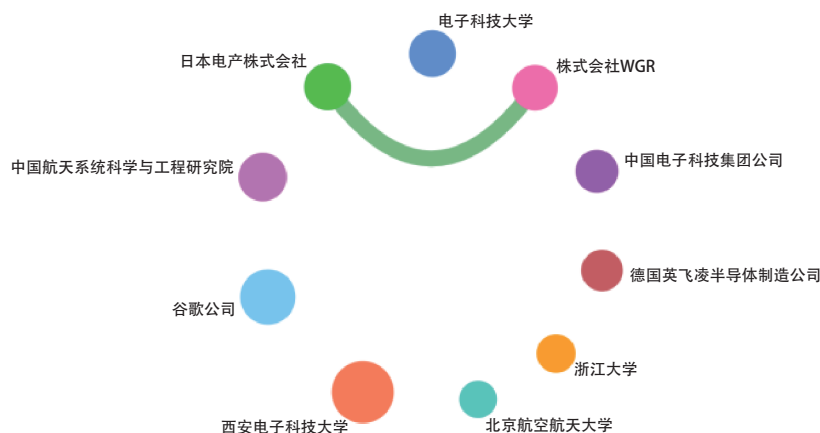 电子科技大学
日本电产株式会社
株式会社WGR
中国航天系统科学与工程研究院
中国电子科技集团公司
德国英飞凌半导体制造公司
谷歌公司
浙江大学
西安电子科技大学
北京航空航天大学